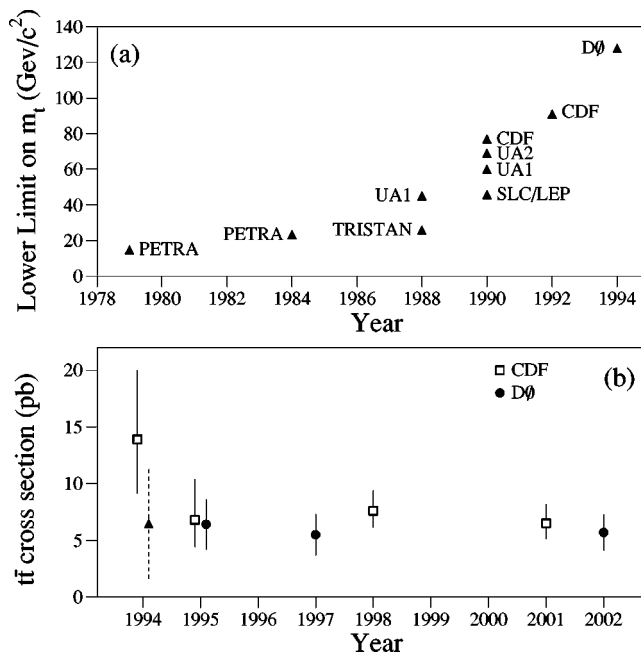 Lower Limit on m_t (Gev/c²)
140
120
100
80
60
40
20
0
(a)
DØ
CDF
CDF
UA2
UA1
SLC/LEP
UA1
TRISTAN
PETRA
PETRA
1978 1980 1982 1984 1986 1988 1990 1992 1994
Year
tt̄ cross section (pb)
20
15
10
5
0
CDF
DØ
(b)
1994 1995 1996 1997 1998 1999 2000 2001 2002
Year